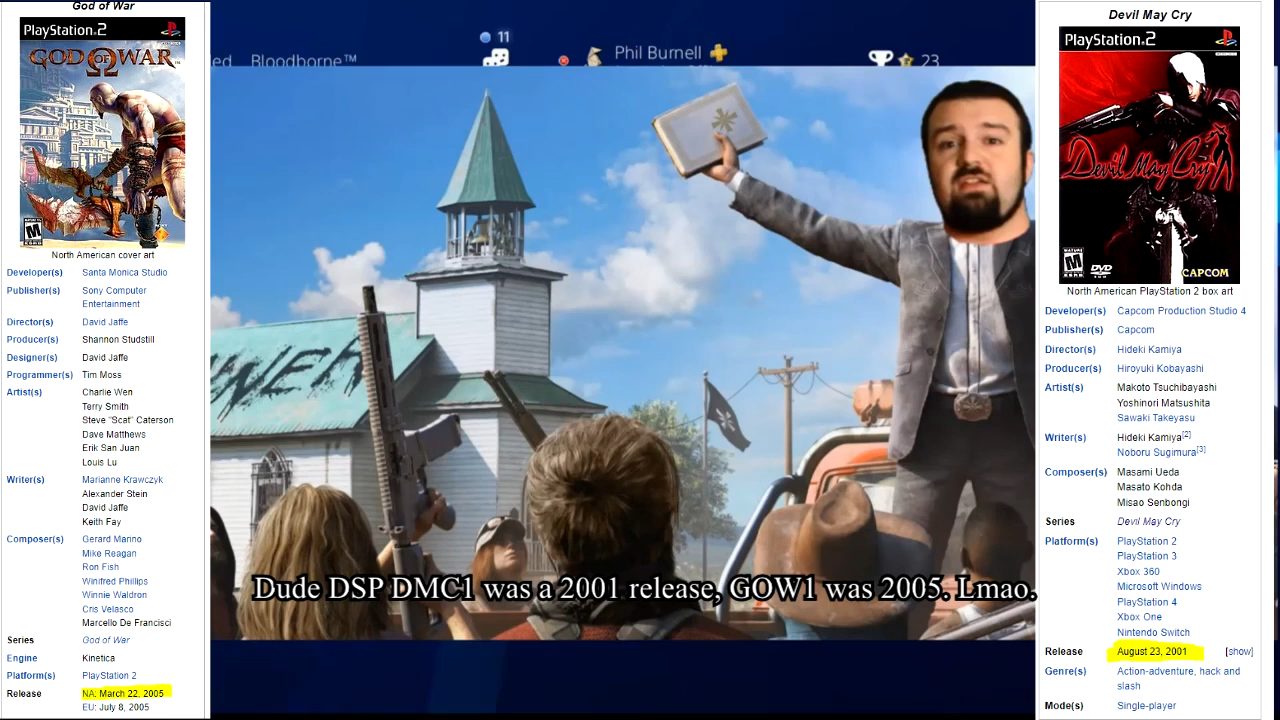 God of War
PlayStation 2
GOD OF WAR
North American cover art
Developer(s) Santa Monica Studio
Publisher(s) Sony Computer
Entertainment
Director(s) David Jaffe
Producer(s) Shannon Studstill
Designer(s) David Jaffe
Programmer(s) Tim Moss
Artist(s) Charlie Wen
Terry Smith
Steve "Scat" Caterson
Dave Matthews
Erik San Juan
Louis Lu
Writer(s) Marianne Krawczyk
Alexander Stein
David Jaffe
Keith Fay
Composer(s) Gerard Marino
Mike Reagan
Ron Fish
Winifred Phillips
Winnie Waldron
Cris Velasco
Marcello De Francisci
Series God of War
Engine Kinetica
Platform(s) PlayStation 2
Release NA: March 22, 2005
EU: July 8, 2005
11
ed Bloodborne™ Phil Burnell 23
NER
Dude DSP DMC1 was a 2001 release, GOW1 was 2005. Lmao.
Devil May Cry
PlayStation.2
Devil May Cry
MATURE 17+
M
DVD
CAPCOM
North American PlayStation 2 box art
Developer(s) Capcom Production Studio 4
Publisher(s) Capcom
Director(s) Hideki Kamiya
Producer(s) Hiroyuki Kobayashi
Artist(s) Makoto Tsuchibayashi
Yoshinori Matsushita
Sawaki Takeyasu
Writer(s) Hideki Kamiya[2]
Noboru Sugimura[3]
Composer(s) Masami Ueda
Masato Kohda
Misao Senbongi
Series Devil May Cry
Platform(s) PlayStation 2
PlayStation 3
Xbox 360
Microsoft Windows
PlayStation 4
Xbox One
Nintendo Switch
Release August 23, 2001 [show]
Genre(s) Action-adventure, hack and
slash
Mode(s) Single-player